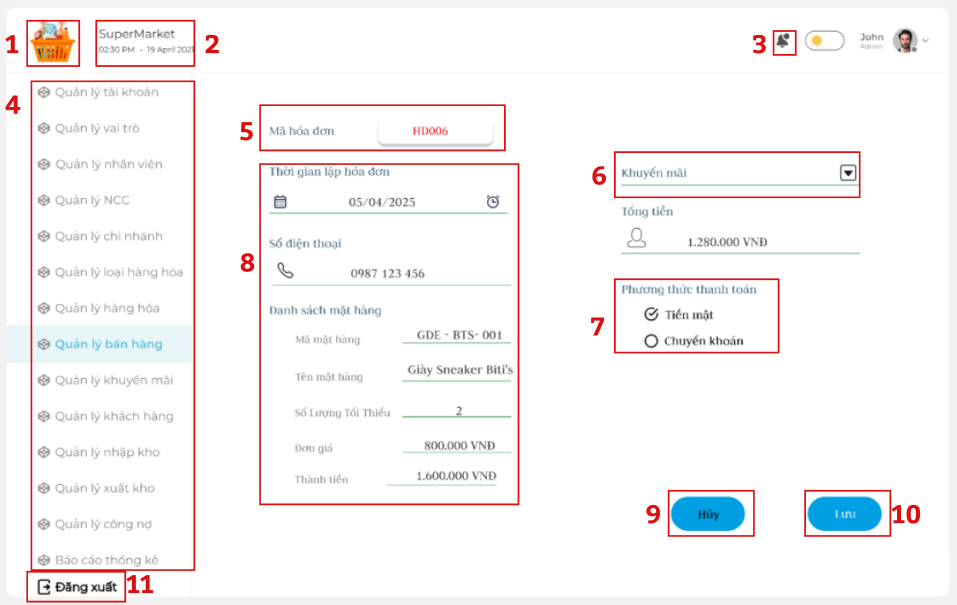 1
SuperMarket
02:30 PM - 19 April 2021
2
3
John
Admin
4
Quản lý tài khoản
Quản lý vai trò
Quản lý nhân viên
Quản lý NCC
Quản lý chi nhánh
Quản lý loại hàng hóa
Quản lý hàng hóa
Quản lý bán hàng
Quản lý khuyến mãi
Quản lý khách hàng
Quản lý nhập kho
Quản lý xuất kho
Quản lý công nợ
Báo cáo thống kê
Đăng xuất
11
5
Mã hóa đơn
HD006
8
Thời gian lập hóa đơn
05/04/2025
Số điện thoại
0987 123 456
Danh sách mặt hàng
Mã mặt hàng
GDE - BTS- 001
Tên mặt hàng
Giày Sneaker Biti's
Số Lượng Tối Thiểu
2
Đơn giá
800.000 VNĐ
Thành tiền
1.600.000 VNĐ
6
Khuyến mãi
Tổng tiền
1.280.000 VNĐ
7
Phương thức thanh toán
Tiền mặt
Chuyển khoản
9
Hủy
Lưu
10